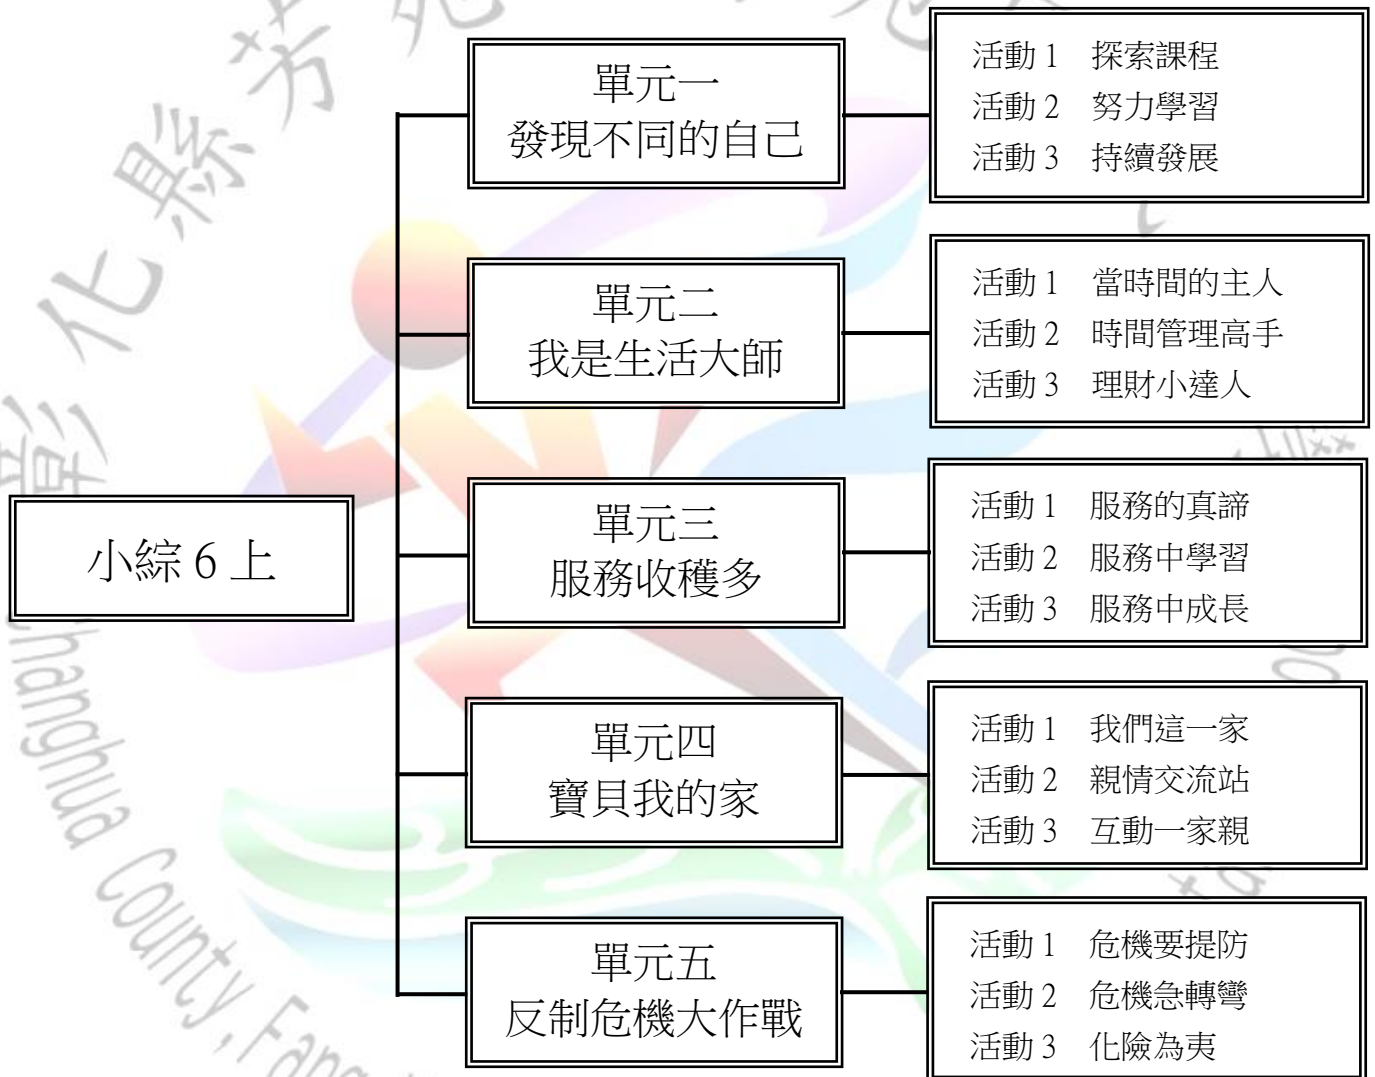 小綜 6 上
單元一
發現不同的自己
活動 1　探索課程
活動 2　努力學習
活動 3　持續發展
單元二
我是生活大師
活動 1　當時間的主人
活動 2　時間管理高手
活動 3　理財小達人
單元三
服務收穫多
活動 1　服務的真諦
活動 2　服務中學習
活動 3　服務中成長
單元四
寶貝我的家
活動 1　我們這一家
活動 2　親情交流站
活動 3　互動一家親
單元五
反制危機大作戰
活動 1　危機要提防
活動 2　危機急轉彎
活動 3　化險為夷
彰化縣芳苑
Changhua County, Fang